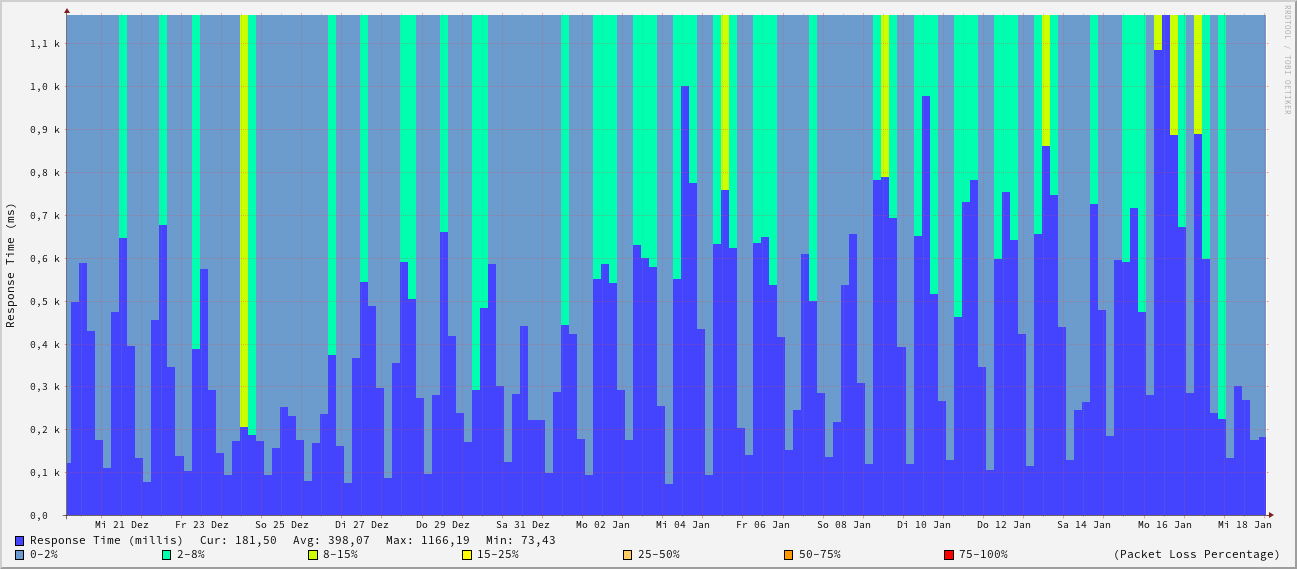 RRDTOOL / TOBI OETIKER
Response Time (ms)
1,1 k
1,0 k
0,9 k
0,8 k
0,7 k
0,6 k
0,5 k
0,4 k
0,3 k
0,2 k
0,1 k
0,0
Mi 21 Dez Fr 23 Dez So 25 Dez Di 27 Dez Do 29 Dez Sa 31 Dez Mo 02 Jan Mi 04 Jan Fr 06 Jan So 08 Jan Di 10 Jan Do 12 Jan Sa 14 Jan Mo 16 Jan Mi 18 Jan
Response Time (millis) Cur: 181,50 Avg: 398,07 Max: 1166,19 Min: 73,43
0-2% 2-8% 8-15% 15-25% 25-50% 50-75% 75-100% (Packet Loss Percentage)